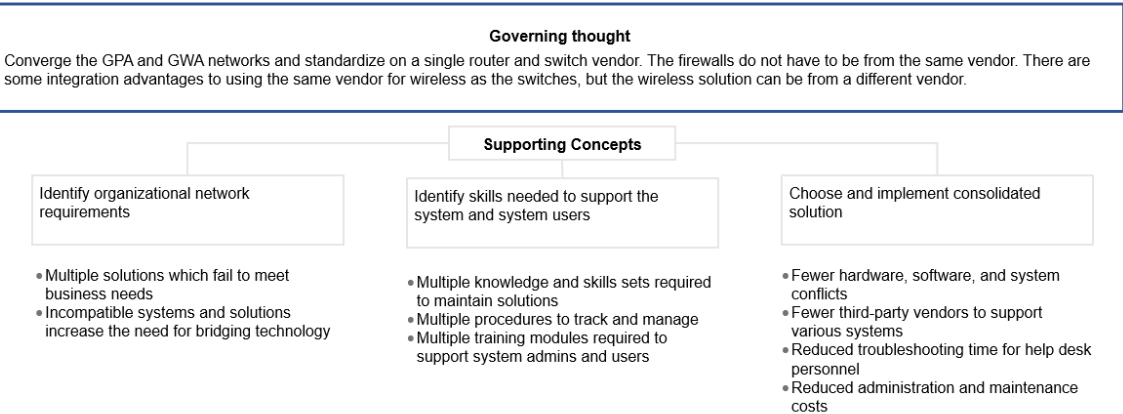 Governing thought
Converge the GPA and GWA networks and standardize on a single router and switch vendor. The firewalls do not have to be from the same vendor. There are
some integration advantages to using the same vendor for wireless as the switches, but the wireless solution can be from a different vendor.
Supporting Concepts
Identify organizational network
requirements
• Multiple solutions which fail to meet
business needs
• Incompatible systems and solutions
increase the need for bridging technology
Identify skills needed to support the
system and system users
• Multiple knowledge and skills sets required
to maintain solutions
• Multiple procedures to track and manage
• Multiple training modules required to
support system admins and users
Choose and implement consolidated
solution
• Fewer hardware, software, and system
conflicts
• Fewer third-party vendors to support
various systems
• Reduced troubleshooting time for help desk
personnel
• Reduced administration and maintenance
costs